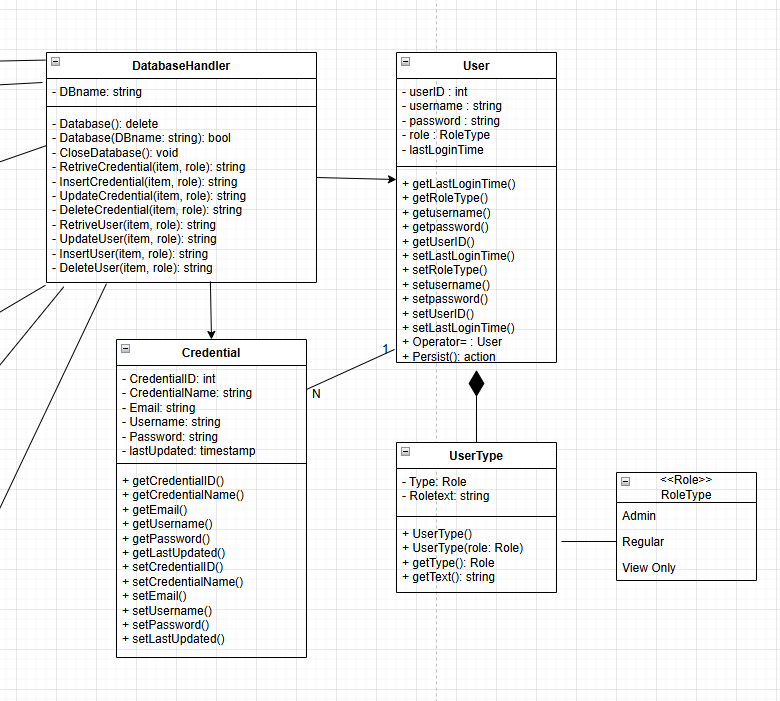 DatabaseHandler
- DBname: string
- Database(): delete
- Database(DBname: string): bool
- CloseDatabase(): void
- RetriveCredential(item, role): string
- InsertCredential(item, role): string
- UpdateCredential(item, role): string
- DeleteCredential(item, role): string
- RetriveUser(item, role): string
- UpdateUser(item, role): string
- InsertUser(item, role): string
- DeleteUser(item, role): string
User
- userID : int
- username : string
- password : string
- role : RoleType
- lastLoginTime
+ getLastLoginTime()
+ getRoleType()
+ getusername()
+ getpassword()
+ getUserID()
+ setLastLoginTime()
+ setRoleType()
+ setusername()
+ setpassword()
+ setUserID()
+ setLastLoginTime()
+ Operator= : User
+ Persist(): action
1
N
Credential
- CredentialID: int
- CredentialName: string
- Email: string
- Username: string
- Password: string
- lastUpdated: timestamp
+ getCredentialID()
+ getCredentialName()
+ getEmail()
+ getUsername()
+ getPassword()
+ getLastUpdated()
+ setCredentialID()
+ setCredentialName()
+ setEmail()
+ setUsername()
+ setPassword()
+ setLastUpdated()
UserType
- Type: Role
- Roletext: string
+ UserType()
+ UserType(role: Role)
+ getType(): Role
+ getText(): string
<<Role>>
RoleType
Admin
Regular
View Only